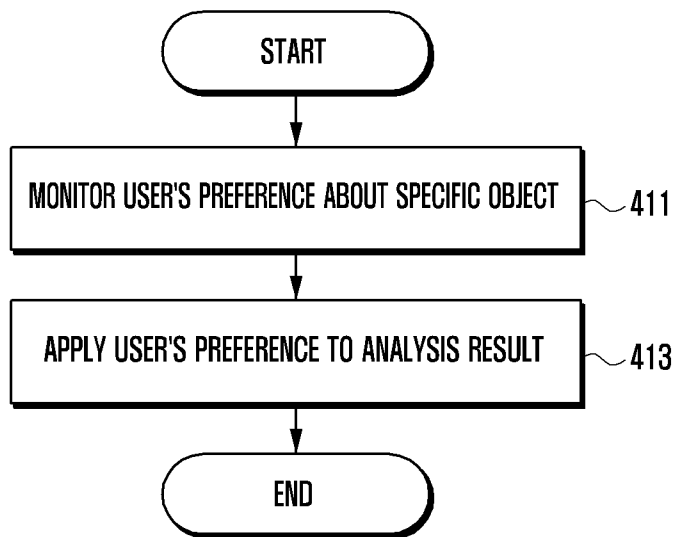 START
MONITOR USER'S PREFERENCE ABOUT SPECIFIC OBJECT
411
APPLY USER'S PREFERENCE TO ANALYSIS RESULT
413
END